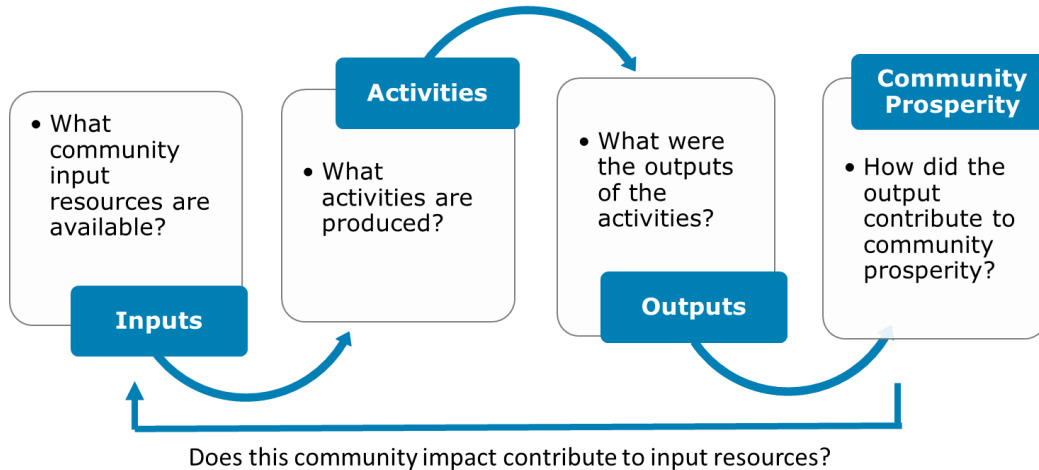 • What
community
input
resources are
available?
Inputs
Activities
• What
activities are
produced?
• What were
the outputs
of the
activities?
Outputs
Community
Prosperity
• How did the
output
contribute to
community
prosperity?
Does this community impact contribute to input resources?